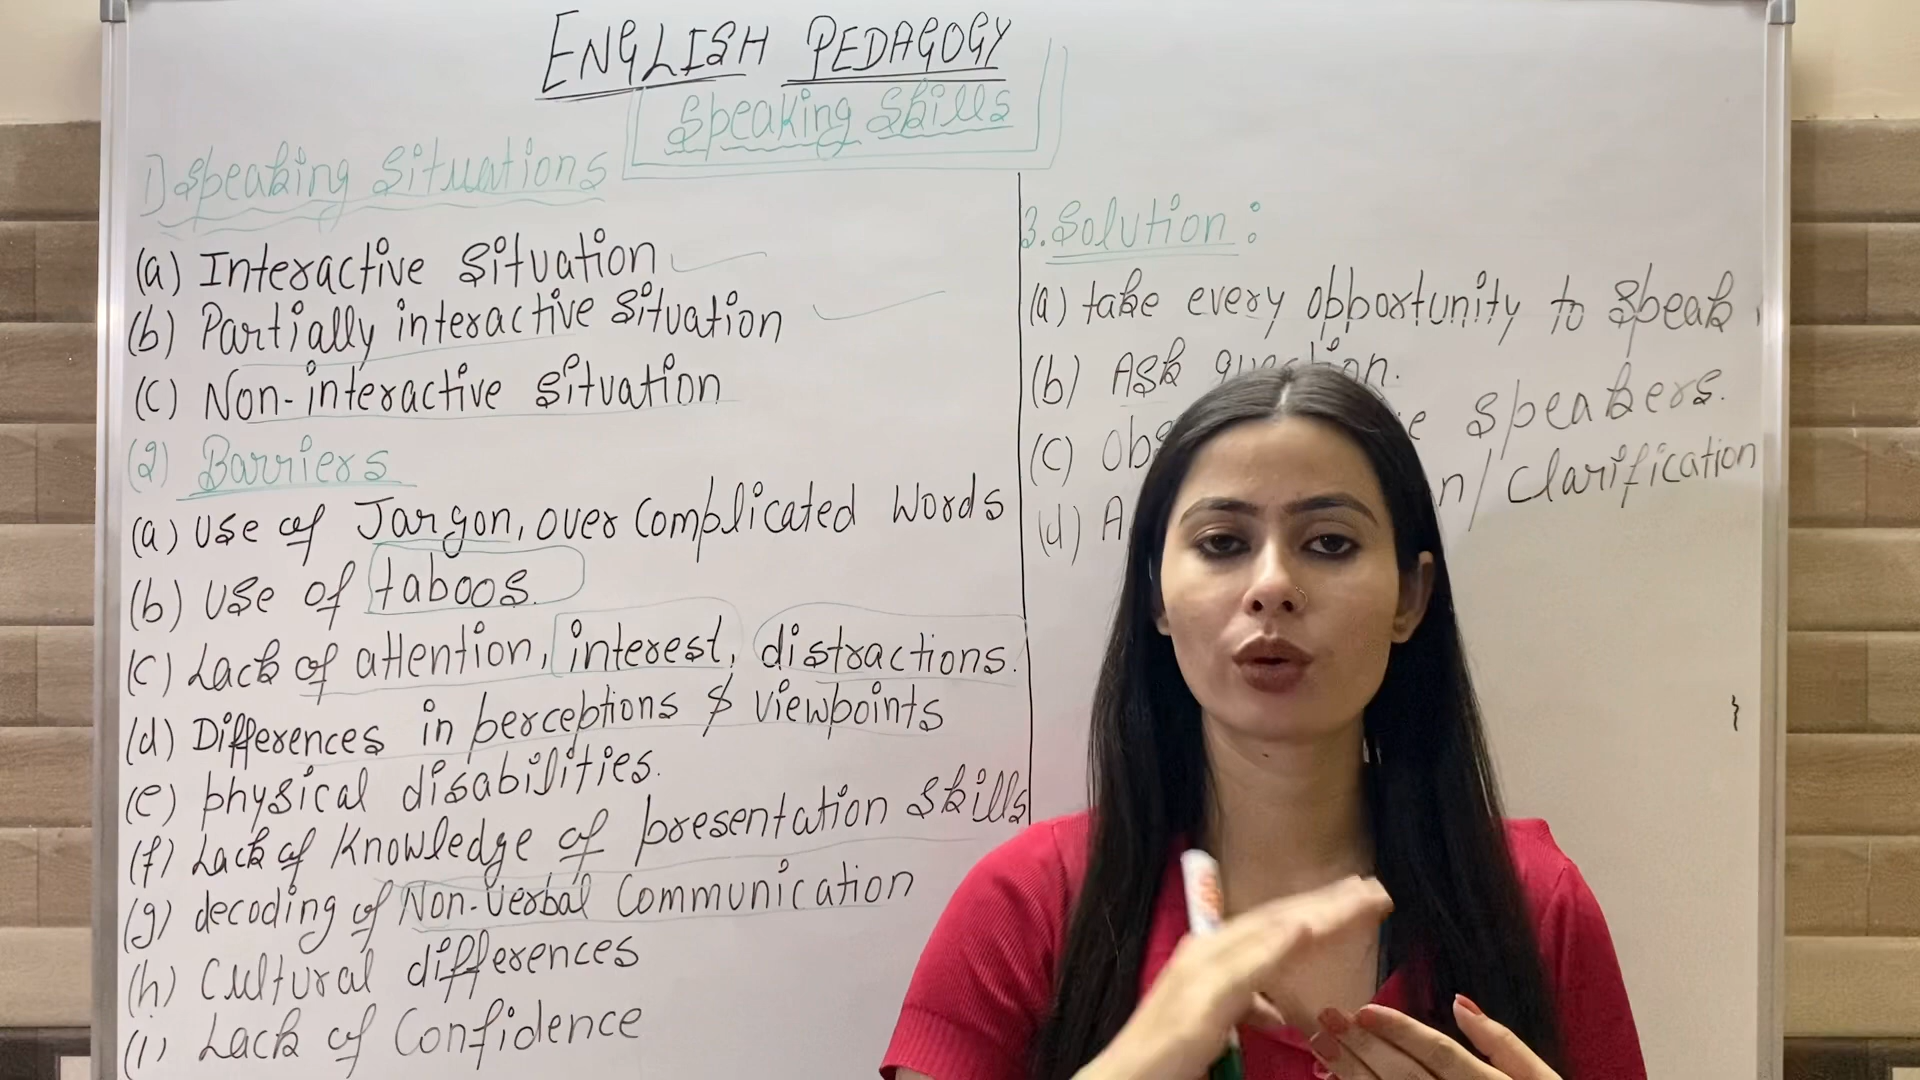 ENGLISH PEDAGOGY
Speaking Skills
1) Speaking Situations
(a) Interactive Situation
(b) Partially interactive Situation
(c) Non-interactive Situation
(2) Barriers
(a) Use of Jargon, over Complicated Words
(b) Use of taboos.
(c) Lack of attention, interest, distractions.
(d) Differences in perceptions & viewpoints
(e) physical disabilities.
(f) Lack of Knowledge of presentation Skills
(g) decoding of Non-verbal Communication
(h) Cultural differences
(i) Lack of Confidence
3. Solution:
(a) take every opportunity to Speak.
(b) Ask question.
(c) Speakers.
(d) / Clarification